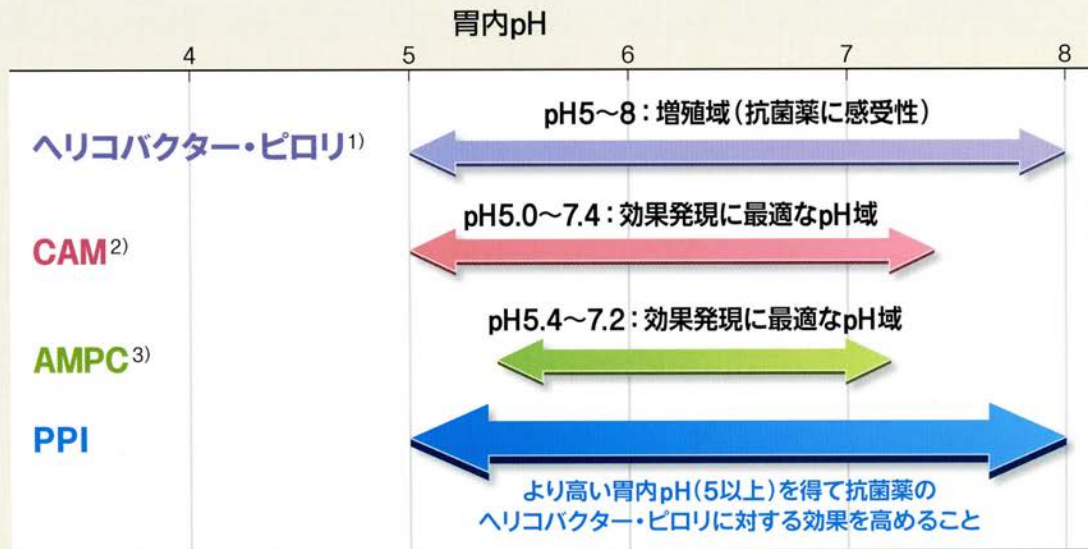 胃内pH
4 5 6 7 8
pH5～8：増殖域（抗菌薬に感受性）
ヘリコバクター・ピロリ1)
pH5.0～7.4：効果発現に最適なpH域
CAM2)
pH5.4～7.2：効果発現に最適なpH域
AMPC3)
PPI
より高い胃内pH（5以上）を得て抗菌薬の
ヘリコバクター・ピロリに対する効果を高めること